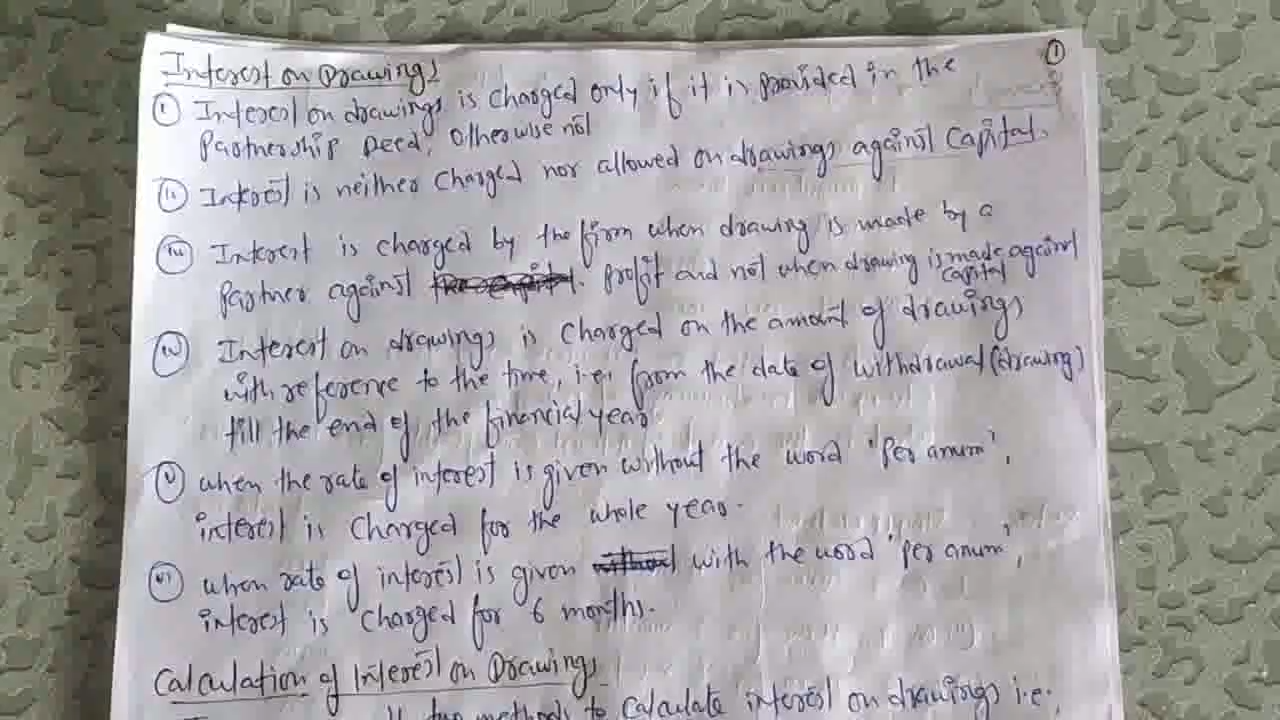 ①
Interest on Drawings
(i) Interest on drawings is charged only if it is provided in the
Partnership Deed, otherwise not
(ii) Interest is neither charged nor allowed on drawings against Capital.
(iii) Interest is charged by the firm when drawing is made by a
partner against profit and not when drawing is made against
capital
(iv) Interest on drawings is charged on the amount of drawings
with reference to the time, i.e. from the date of withdrawal (drawing)
till the end of the financial year
(v) when the rate of interest is given without the word 'Per anum',
interest is charged for the whole year.
(vi) when rate of interest is given with the word 'per anum',
interest is charged for 6 months.
Calculation of Interest on Drawings
two methods to calculate interest on drawings i.e.